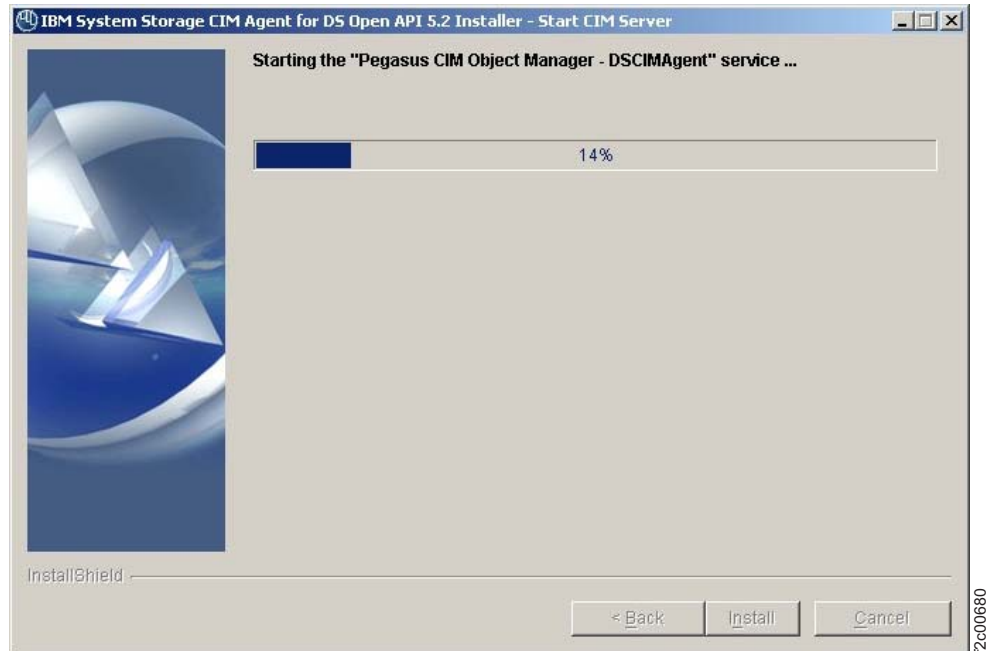 IBM System Storage CIM Agent for DS Open API 5.2 Installer - Start CIM Server
Starting the "Pegasus CIM Object Manager - DSCIMAgent" service ...
14%
InstallShield
< Back
Install
Cancel
f2c00680